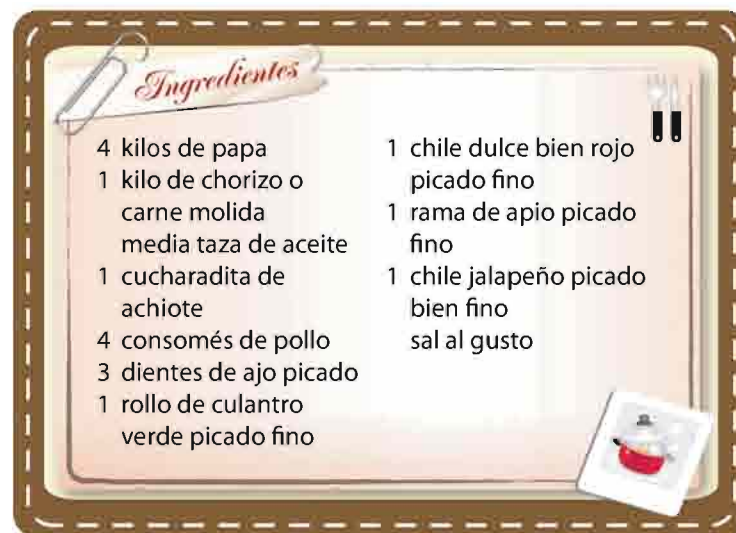 Ingredientes
4 kilos de papa
1 kilo de chorizo o
carne molida
media taza de aceite
1 cucharadita de
achiote
4 consomés de pollo
3 dientes de ajo picado
1 rollo de culantro
verde picado fino
1 chile dulce bien rojo
picado fino
1 rama de apio picado
fino
1 chile jalapeño picado
bien fino
sal al gusto